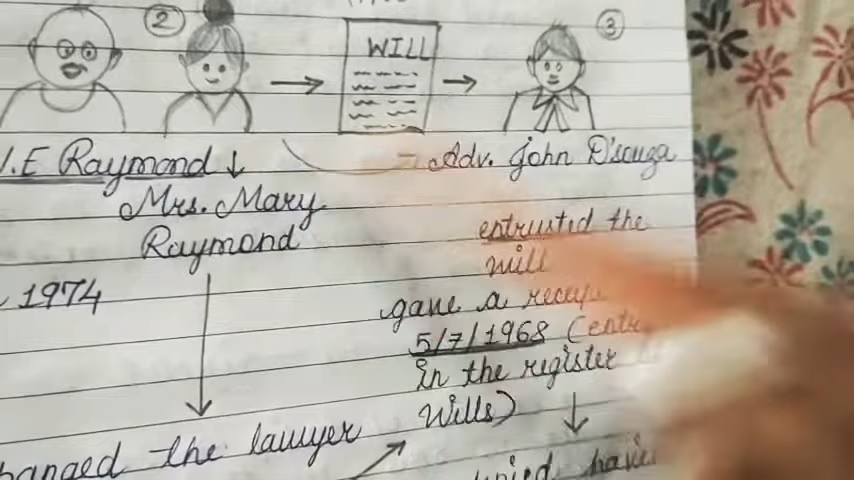 2
3
WILL
.E Raymond ↓
Adv. John D'souza
Mrs. Mary
Raymond
entrusted the
will
1974
gave a
5/7/1968
in the register
Wills)
the lawyer